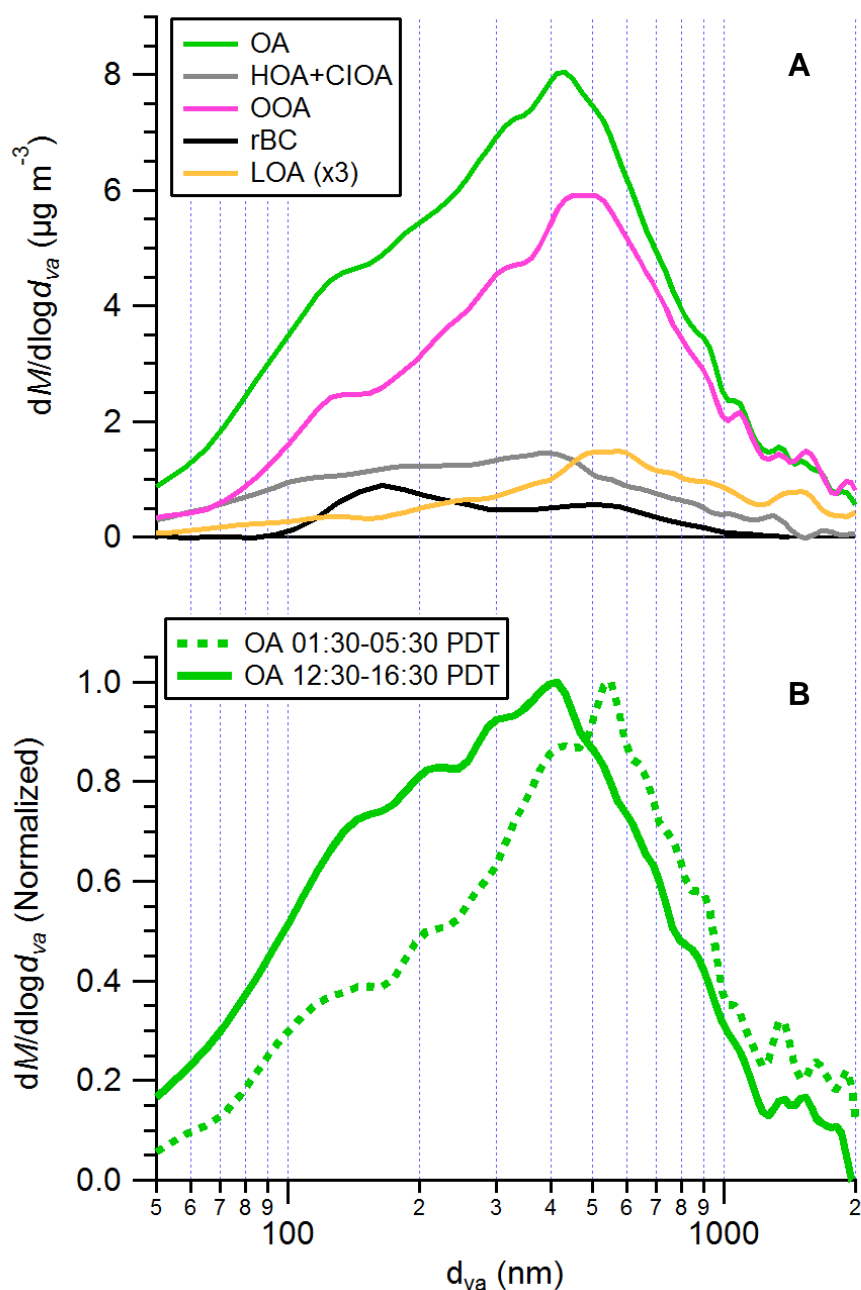 A
OA
HOA+CIOA
OOA
rBC
LOA (x3)
dM/dlogd_va (µg m⁻³)
8
6
4
2
0
B
OA 01:30-05:30 PDT
OA 12:30-16:30 PDT
dM/dlogd_va (Normalized)
1.0
0.8
0.6
0.4
0.2
0.0
5 6 7 8 9 2 3 4 5 6 7 8 9 2
100 1000
d_va (nm)